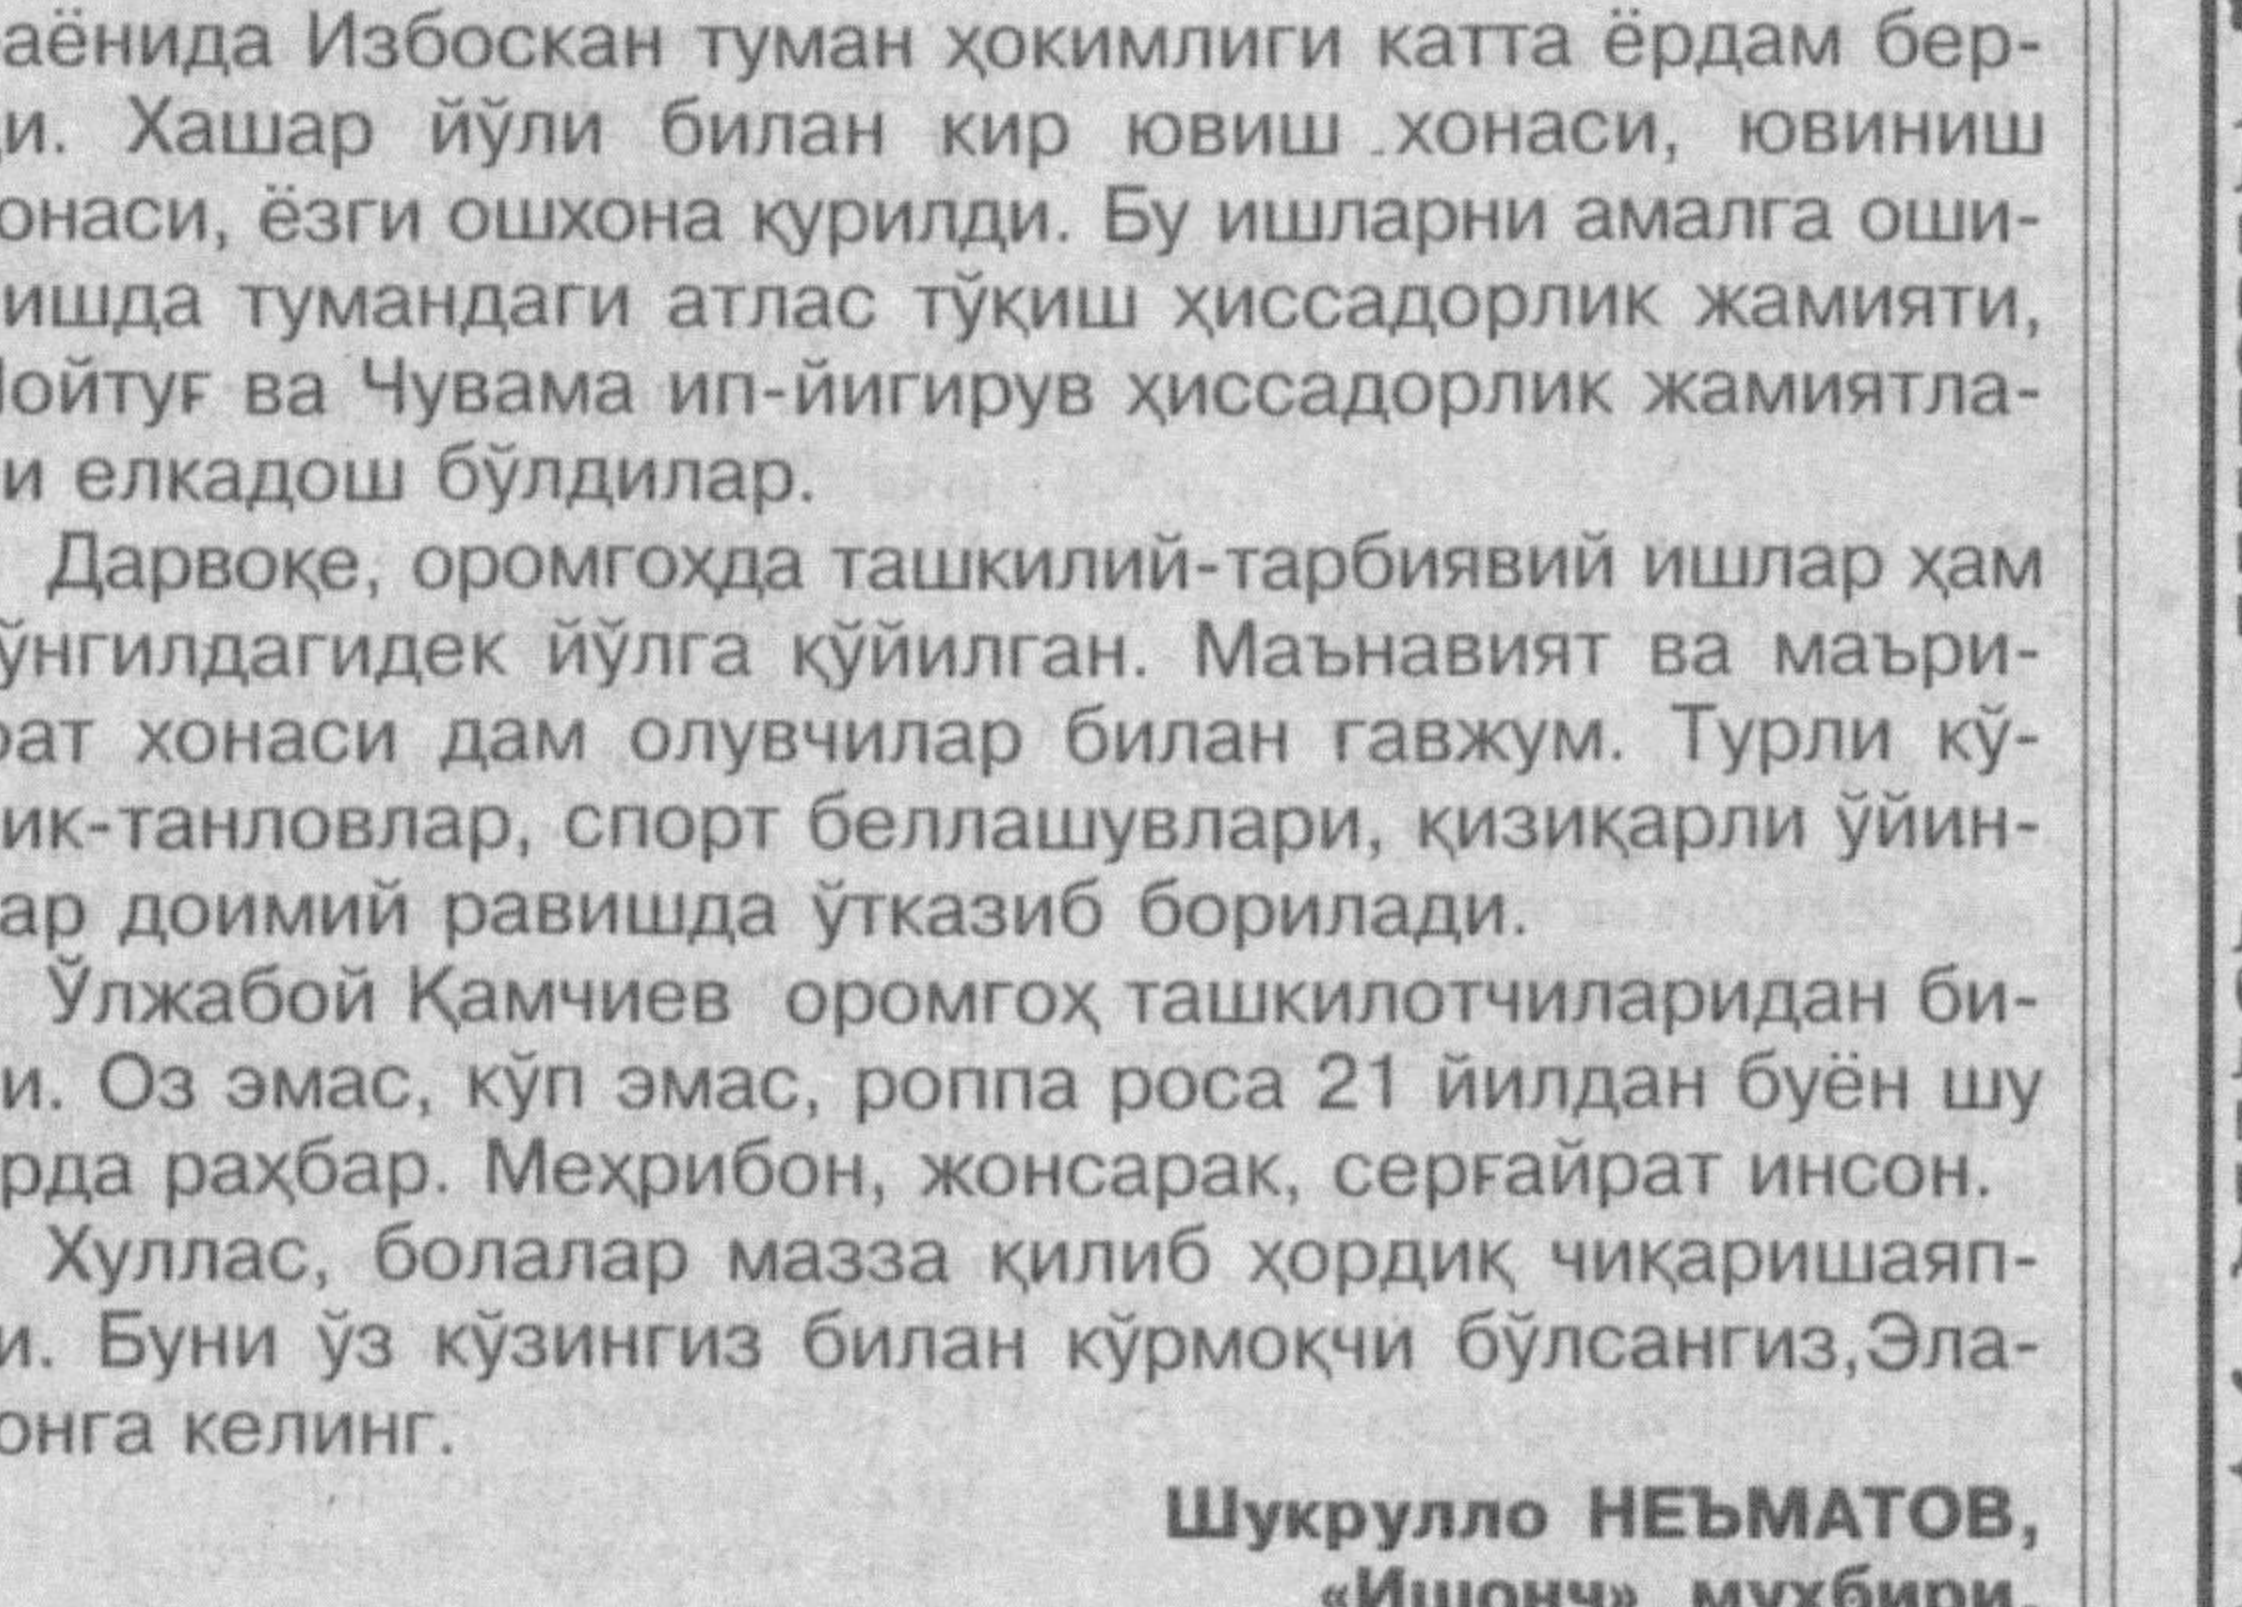 аёнида Избоскан туман ҳокимлиги катта ёрдам бер-
и. Хашар йўли билан кир ювиш хонаси, ювиниш
онаси, ёзги ошхона қурилди. Бу ишларни амалга оши-
ишда тумандаги атлас тўқиш ҳиссадорлик жамияти,
ойтуғ ва Чувама ип-йигирув ҳиссадорлик жамиятла-
и елкадош бўлдилар.
Дарвоқе, оромгоҳда ташкилий-тарбиявий ишлар ҳам
ўнгилдагидек йўлга қўйилган. Маънавият ва маъри-
ат хонаси дам олувчилар билан гавжум. Турли кў-
ик-танловлар, спорт беллашувлари, қизиқарли ўйин-
ар доимий равишда ўтказиб борилади.
Ўлжабой Қамчиев оромгоҳ ташкилотчиларидан би-
и. Оз эмас, кўп эмас, роппа роса 21 йилдан буён шу
рда раҳбар. Меҳрибон, жонсарак, серғайрат инсон.
Хуллас, болалар мазза қилиб ҳордиқ чиқаришаяп-
и. Буни ўз кўзингиз билан кўрмоқчи бўлсангиз,Эла-
онга келинг.
Шукрулло НЕЪМАТОВ,
«Ишонч» мухбири.